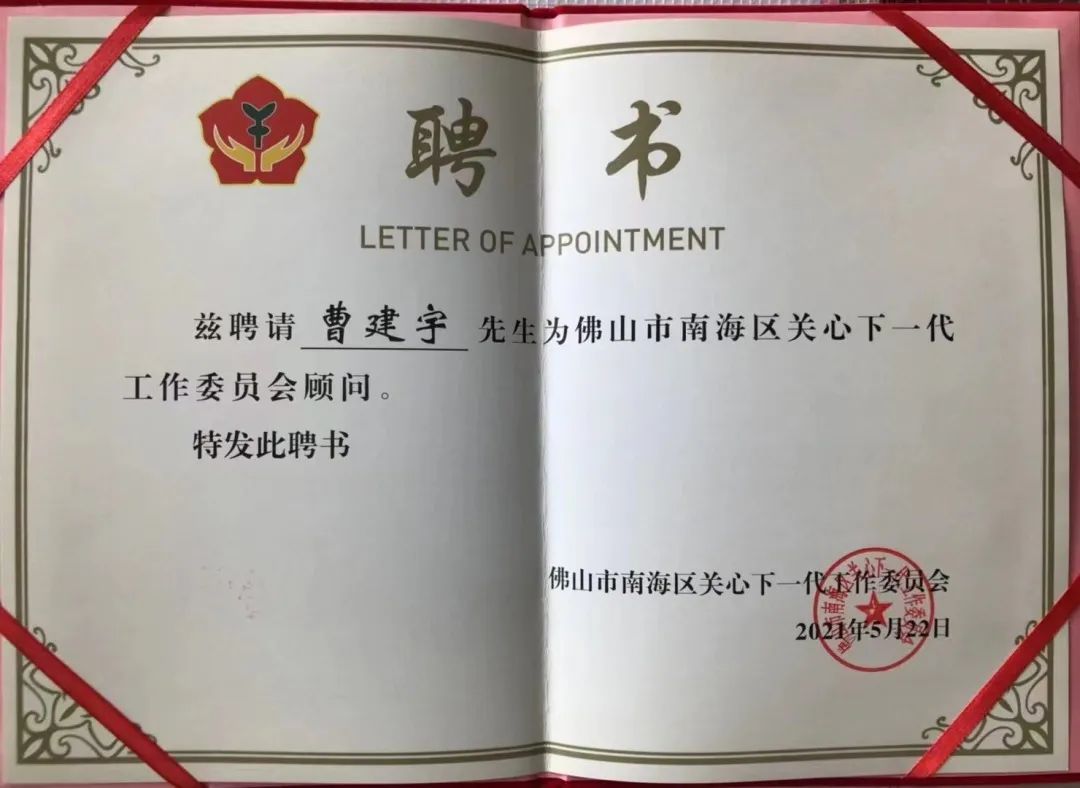 聘书
LETTER OF APPOINTMENT
兹聘请 曹建宇 先生为佛山市南海区关心下一代
工作委员会顾问。
特发此聘书
佛山市南海区关心下一代工作委员会
2021年5月22日